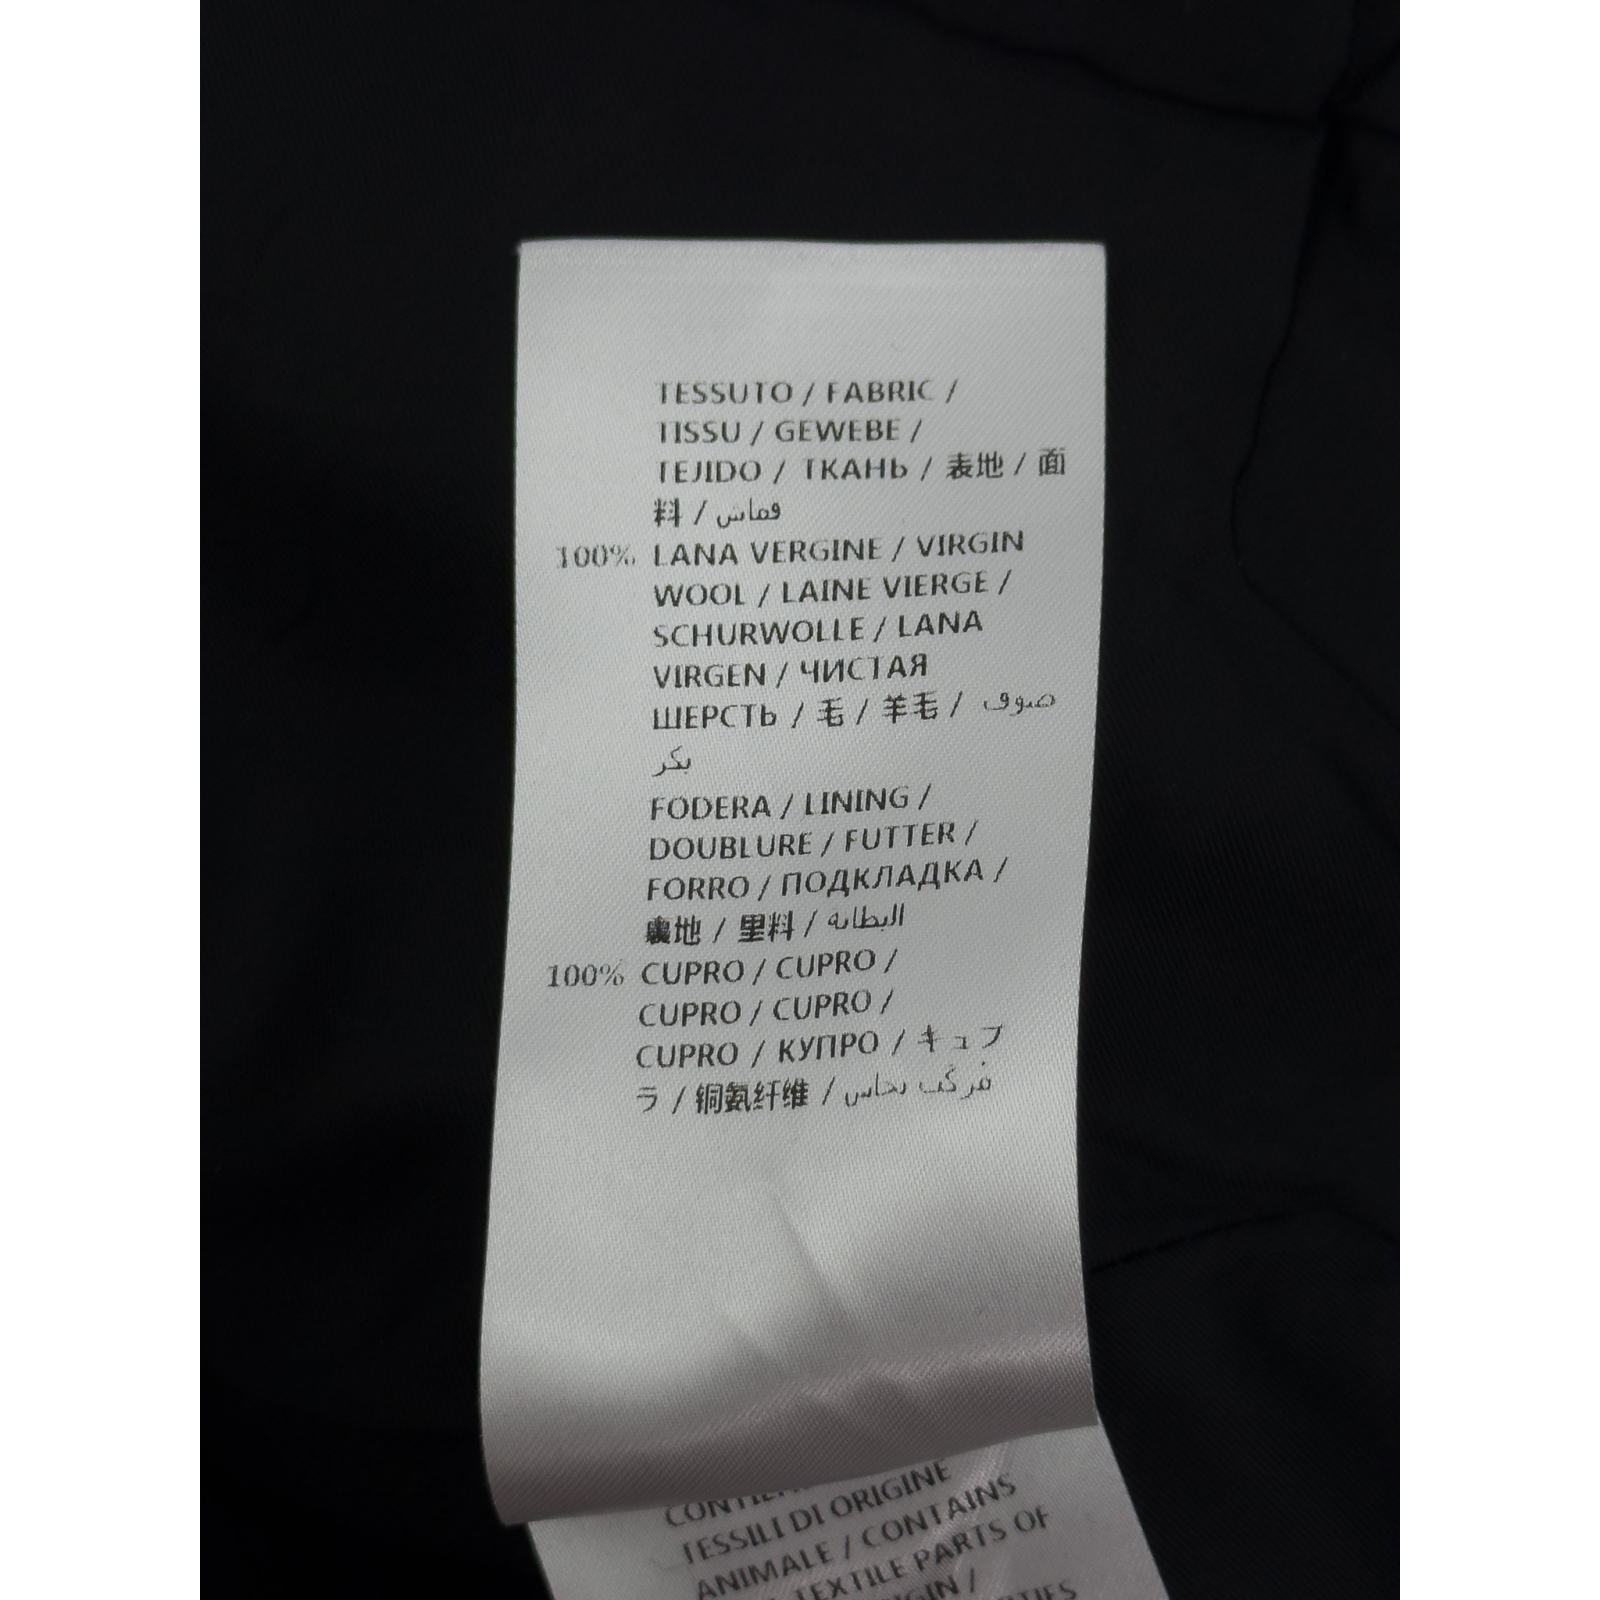 TESSUTO / FABRIC /
TISSU / GEWEBE /
TEJIDO / ТКАНЬ / 表地 / 面
料 / قماش
100% LANA VERGINE / VIRGIN
WOOL / LAINE VIERGE /
SCHURWOLLE / LANA
VIRGEN / ЧИСТАЯ
ШЕРСТЬ / 毛 / 羊毛 / صوف
بكر
FODERA / LINING /
DOUBLURE / FUTTER /
FORRO / ПОДКЛАДКА /
裏地 / 里料 / البطانة
100% CUPRO / CUPRO /
CUPRO / CUPRO /
CUPRO / КУПРО / キュプ
ラ / 铜氨纤维 / مركب نحاس
TESSILI DI ORIGINE
ANIMALE / CONTAINS
TEXTILE PARTS OF